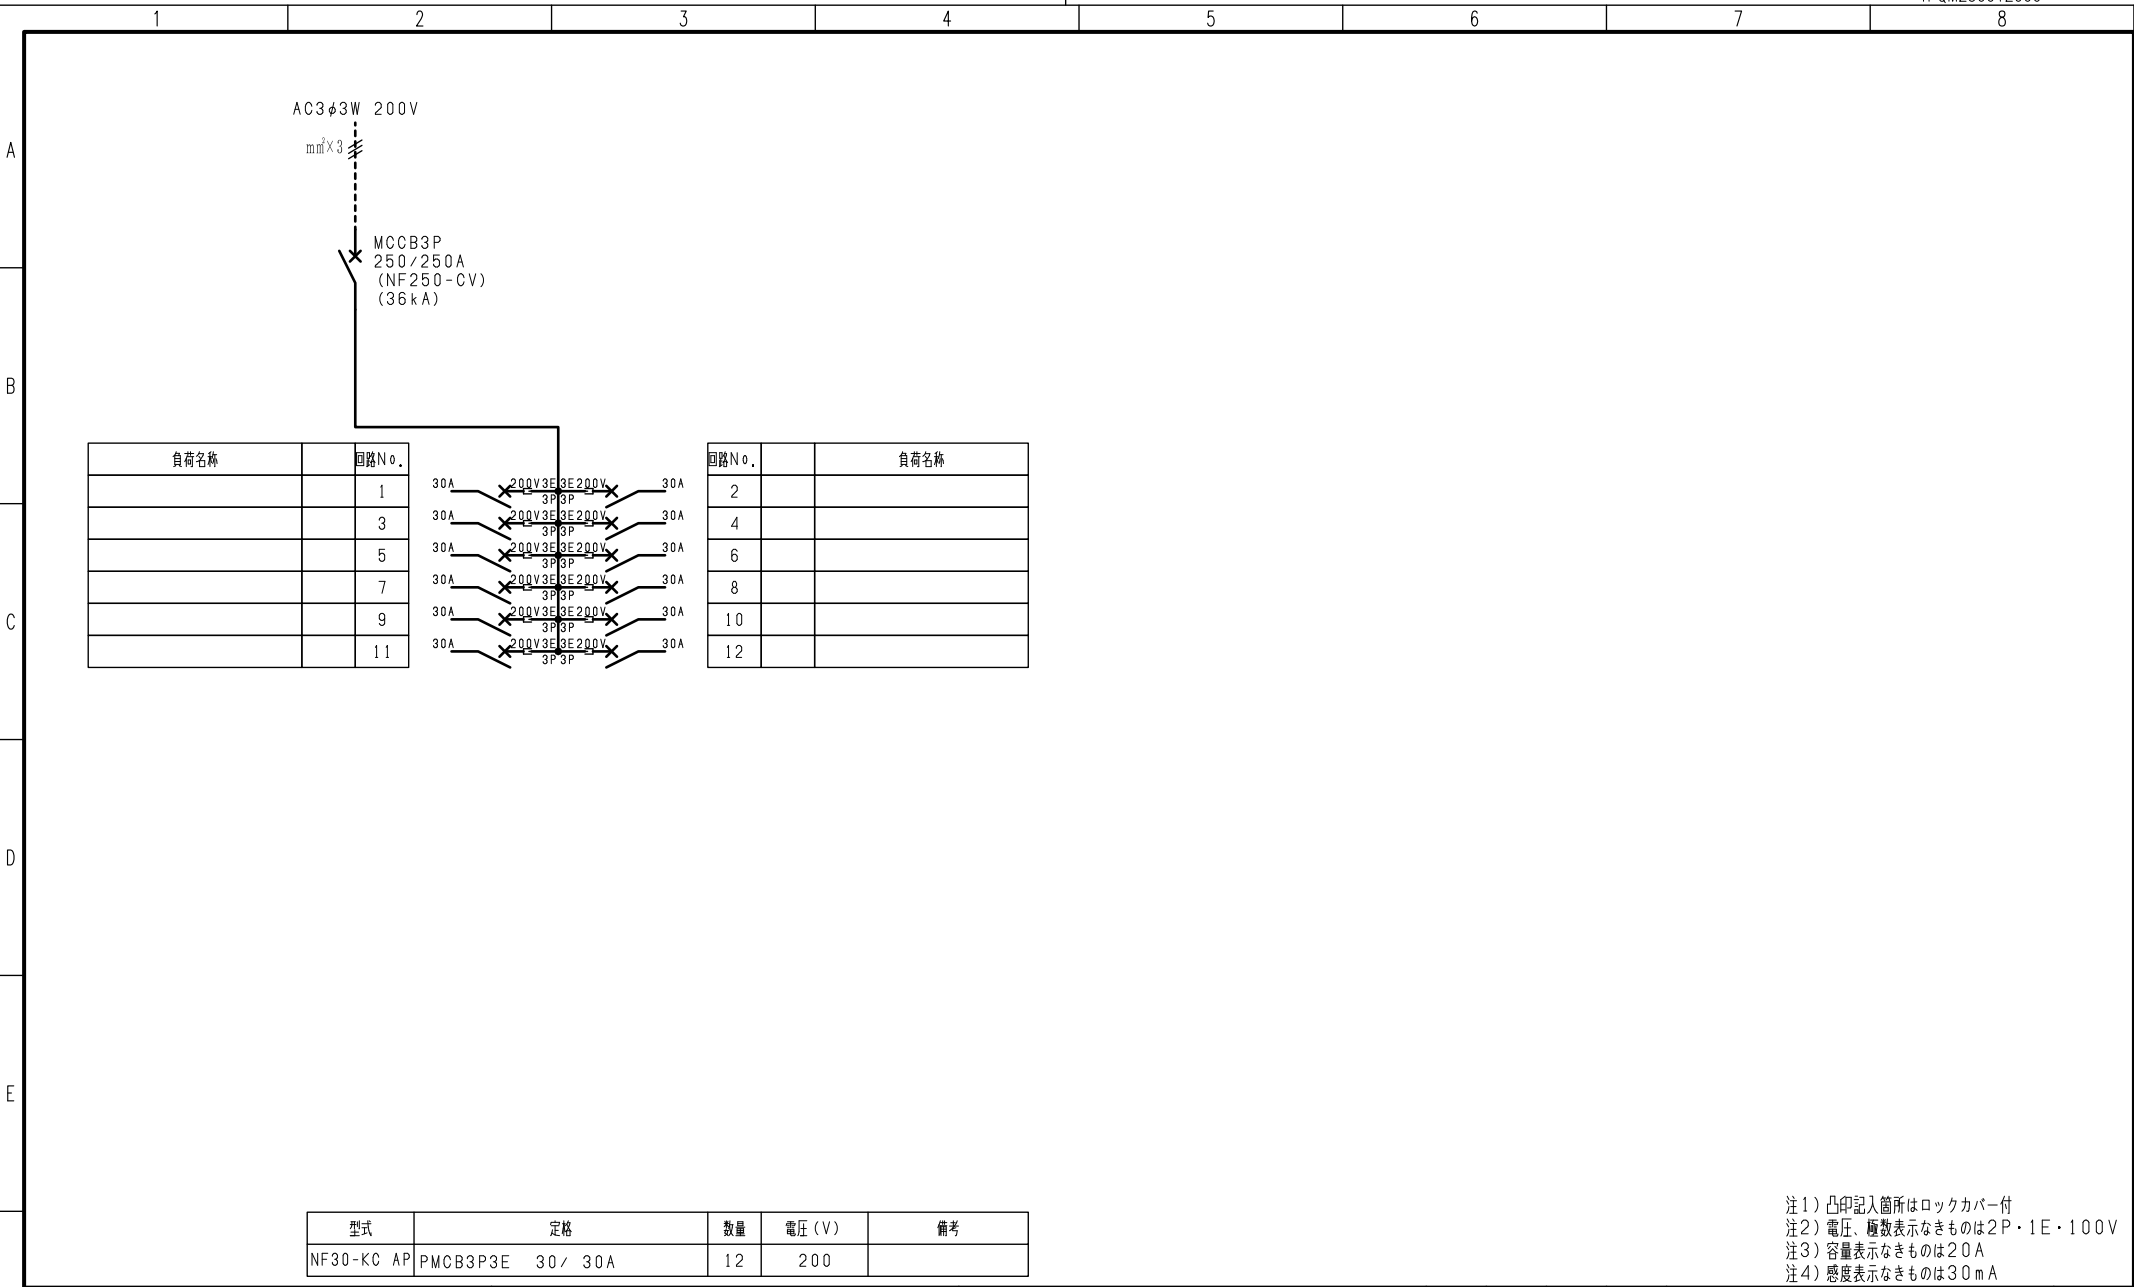 1 2 3 4 5 6 7 8
A
B
C
D
E
AC3φ3W 200V
mm²×3
MCCB3P
250/250A
(NF250-CV)
(36kA)
負荷名称 回路No. 回路No. 負荷名称
1 30A 200V3E 3E200V 30A 2
3P 3P
3 30A 200V3E 3E200V 30A 4
3P 3P
5 30A 200V3E 3E200V 30A 6
3P 3P
7 30A 200V3E 3E200V 30A 8
3P 3P
9 30A 200V3E 3E200V 30A 10
3P 3P
11 30A 200V3E 3E200V 30A 12
3P 3P
型式 定格 数量 電圧(V) 備考
NF30-KC AP PMCB3P3E 30/ 30A 12 200
注1)凸印記入箇所はロックカバー付
注2)電圧、極数表示なきものは2P・1E・100V
注3)容量表示なきものは20A
注4)感度表示なきものは30mA